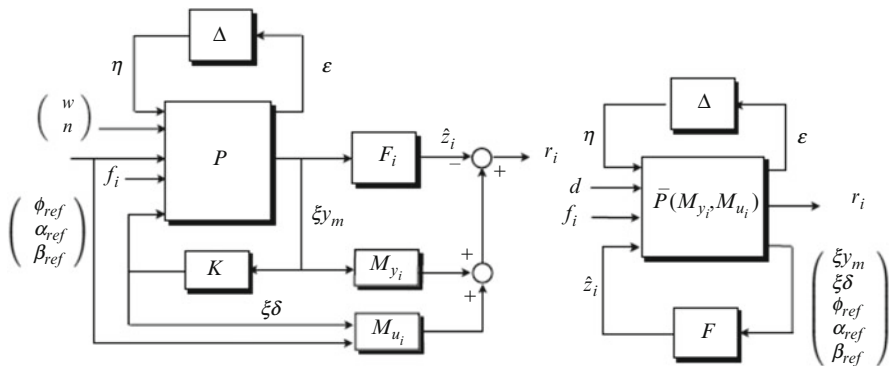 Δ
η
ε
( w
n )
P
F_i
ẑ_i
−
+
r_i
f_i
( ϕ_ref
α_ref
β_ref )
ξy_m
K
M_{y_i}
+
+
ξδ
M_{u_i}
Δ
η
ε
d
f_i
P̄(M_{y_i}, M_{u_i})
r_i
ẑ_i
F
( ξy_m
ξδ
ϕ_ref
α_ref
β_ref )